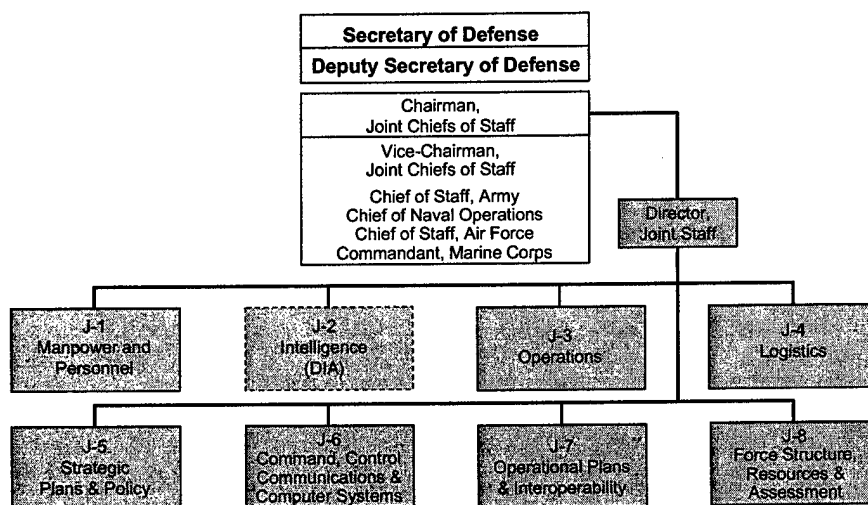 Secretary of Defense
Deputy Secretary of Defense
Chairman,
Joint Chiefs of Staff
Vice-Chairman,
Joint Chiefs of Staff
Chief of Staff, Army
Chief of Naval Operations
Chief of Staff, Air Force
Commandant, Marine Corps
Director,
Joint Staff
J-1
Manpower and
Personnel
J-2
Intelligence
(DIA)
J-3
Operations
J-4
Logistics
J-5
Strategic
Plans & Policy
J-6
Command, Control
Communications &
Computer Systems
J-7
Operational Plans
& Interoperability
J-8
Force Structure,
Resources &
Assessment